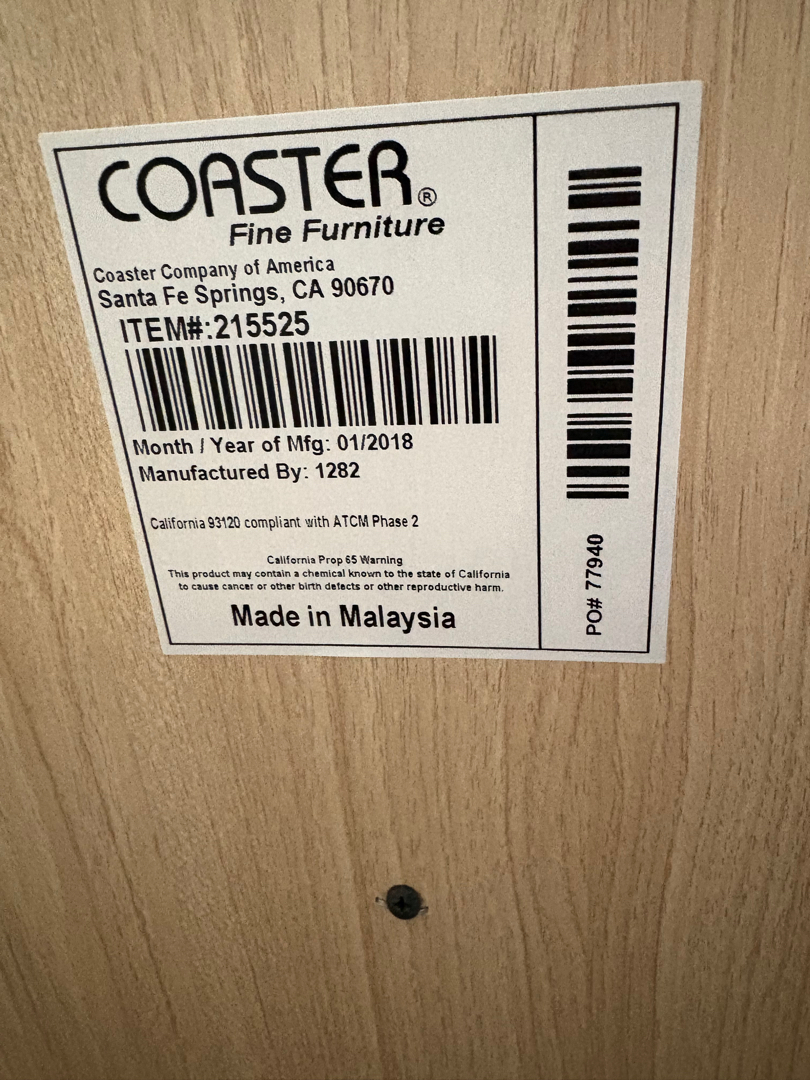 COASTER®
Fine Furniture
Coaster Company of America
Santa Fe Springs, CA 90670
ITEM#:215525
Month / Year of Mfg: 01/2018
Manufactured By: 1282
California 93120 compliant with ATCM Phase 2
California Prop 65 Warning
This product may contain a chemical known to the state of California
to cause cancer or other birth defects or other reproductive harm.
Made in Malaysia
PO# 77940